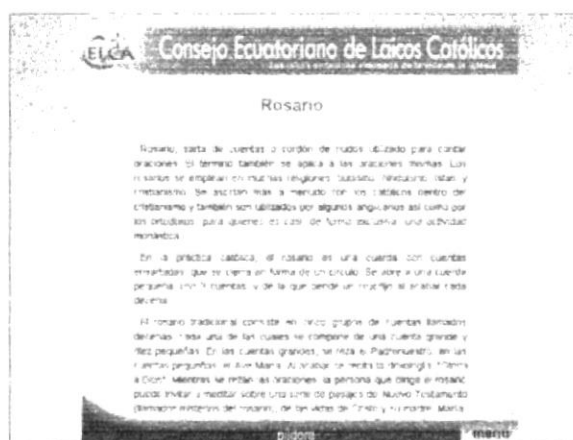 ELCA
Consejo Ecuatoriano de Laicos Católicos
Rosario
Rosario, sarta de cuentas o cordón de nudos utilizado para contar
oraciones. El término también se aplica a las oraciones mismas. Los
rosarios se emplean en muchas religiones: budismo, hinduismo, islam y
cristianismo. Se asocian más a menudo con los católicos dentro del
cristianismo y también son utilizados por algunos anglicanos así como por
los ortodoxos, para quienes es casi de forma exclusiva una actividad
monástica.
En la práctica católica, el rosario es una cuerda con cuentas
ensartadas que se cierra en forma de un círculo. Se abre a una cuerda
pequeña con cuentas, y de la que pende un crucifijo al acabar cada
decena.
El rosario tradicional consiste en cinco grupos de cuentas llamados
decenas, cada una de las cuales se compone de una cuenta grande y
diez pequeñas. En las cuentas grandes, se reza el Padrenuestro, en las
cuentas pequeñas, el Ave María. Al acabar se recita la doxología, "Gloria
a Dios". Mientras se rezan las oraciones, la persona que dirige el rosario
puede invitar a meditar sobre una serie de pasajes de Nuevo Testamento
(llamados misterios del rosario), de las vidas de Cristo y su madre, María.
menú